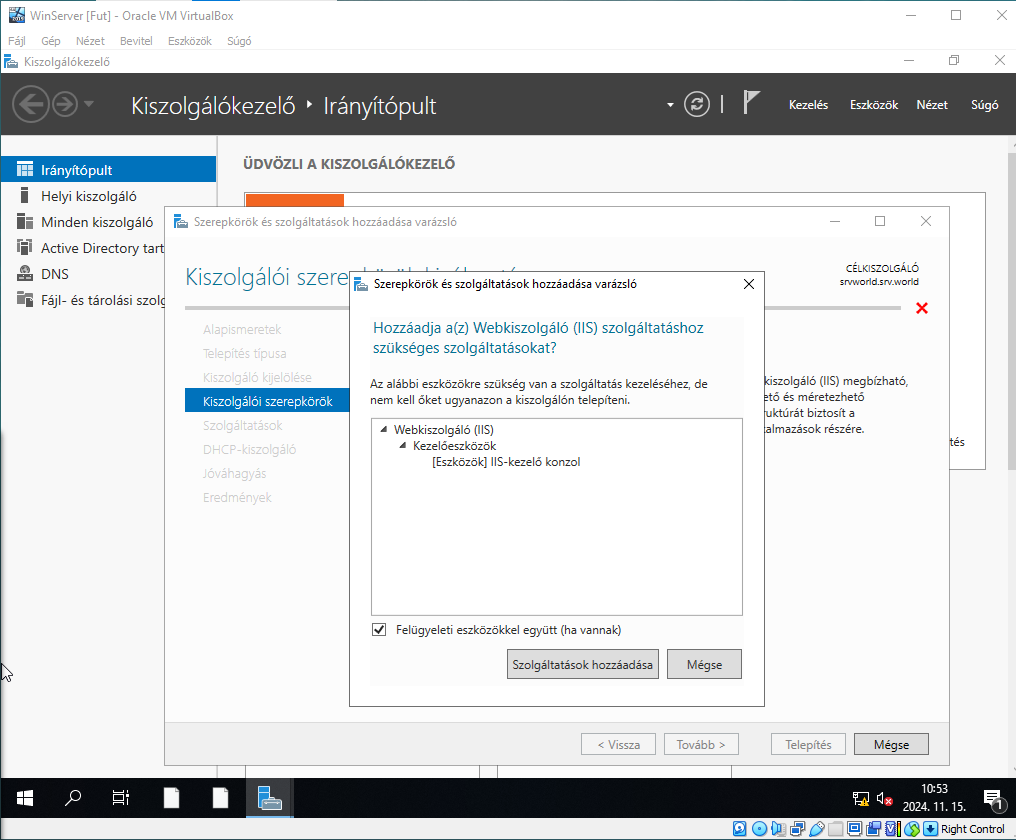 WinServer [Fut] - Oracle VM VirtualBox
Fájl Gép Nézet Bevitel Eszközök Súgó
Kiszolgálókezelő
Kiszolgálókezelő Irányítópult
Kezelés Eszközök Nézet Súgó
Irányítópult
Helyi kiszolgáló
Minden kiszolgáló
Active Directory tart
DNS
Fájl- és tárolási szolg
ÜDVÖZLI A KISZOLGÁLÓKEZELŐ
Szerepkörök és szolgáltatások hozzáadása varázsló
Kiszolgálói szere
CÉLKISZOLGÁLÓ
srvworld.srv.world
Alapismeretek
Telepítés típusa
Kiszolgáló kijelölése
Kiszolgálói szerepkörök
Szolgáltatások
DHCP-kiszolgáló
Jóváhagyás
Eredmények
Szerepkörök és szolgáltatások hozzáadása varázsló
Hozzáadja a(z) Webkiszolgáló (IIS) szolgáltatáshoz
szükséges szolgáltatásokat?
Az alábbi eszközökre szükség van a szolgáltatás kezeléséhez, de
nem kell őket ugyanazon a kiszolgálón telepíteni.
Webkiszolgáló (IIS)
Kezelőeszközök
[Eszközök] IIS-kezelő konzol
Felügyeleti eszközökkel együtt (ha vannak)
Szolgáltatások hozzáadása Mégse
kiszolgáló (IIS) megbízható,
ető és méretezhető
ruktúrát biztosít a
almazások részére.
tés
< Vissza Tovább > Telepítés Mégse
10:53
2024. 11. 15.
1
Right Control